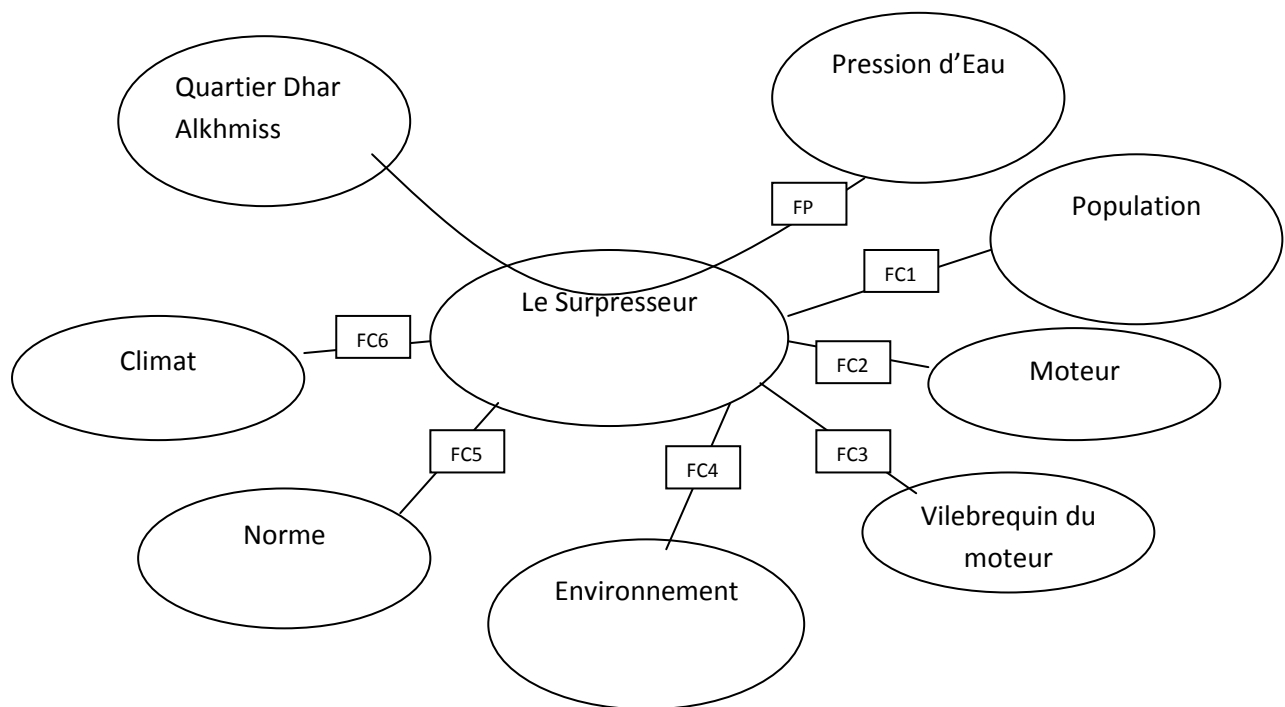 Quartier Dhar
Alkhmiss
Pression d’Eau
FP
Population
FC1
Le Surpresseur
FC6
Climat
FC2
Moteur
FC5
FC4
FC3
Norme
Vilebrequin du
moteur
Environnement